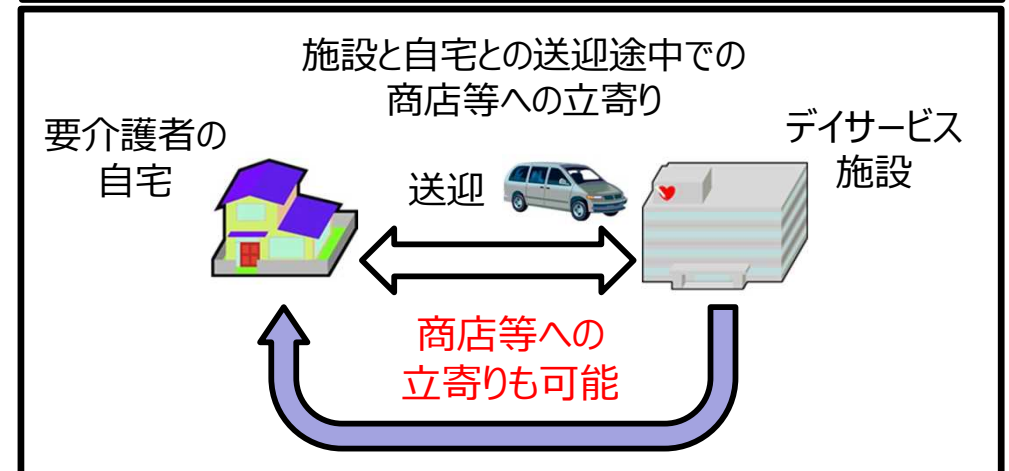 施設と自宅との送迎途中での
商店等への立寄り
要介護者の
自宅
送迎
デイサービス
施設
商店等への
立寄りも可能